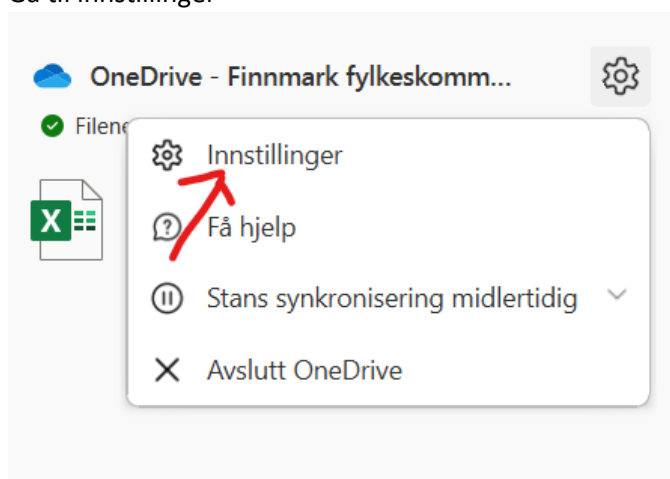 OneDrive - Finnmark fylkeskomm...
Innstillinger
Få hjelp
Stans synkronisering midlertidig
Avslutt OneDrive